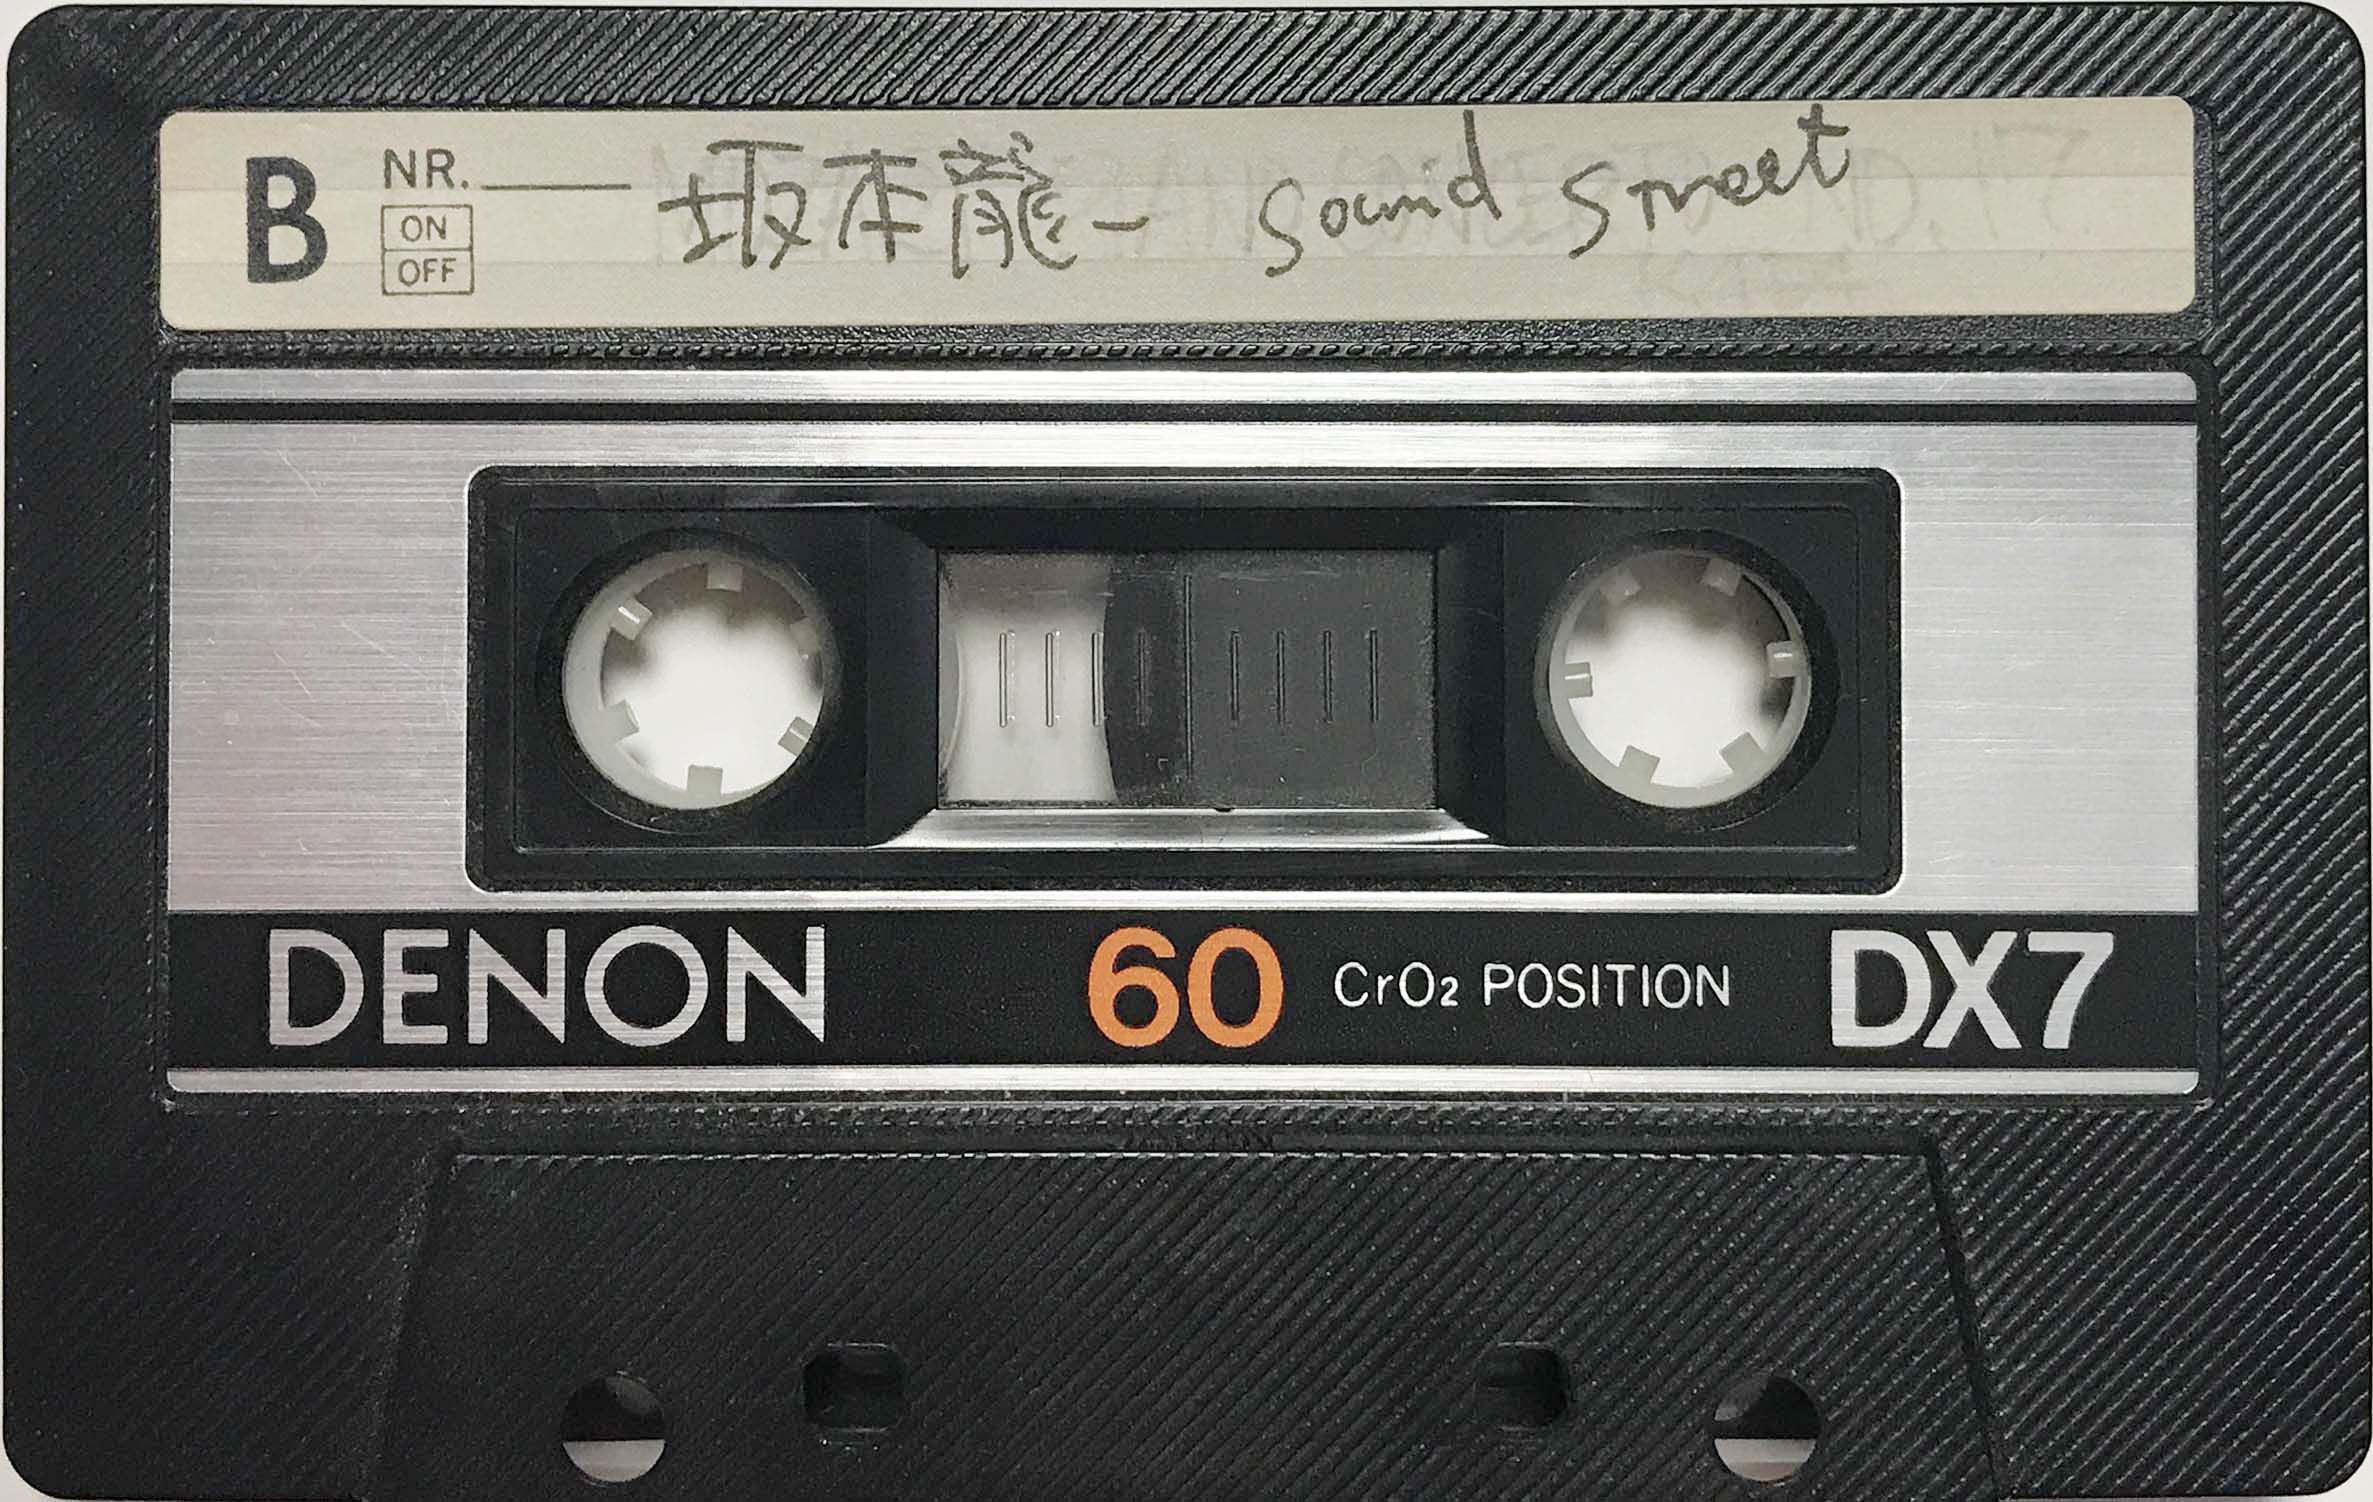 B NR. 坂本龍一 Sound Street
ON
OFF
DENON 60 CrO₂ POSITION DX7